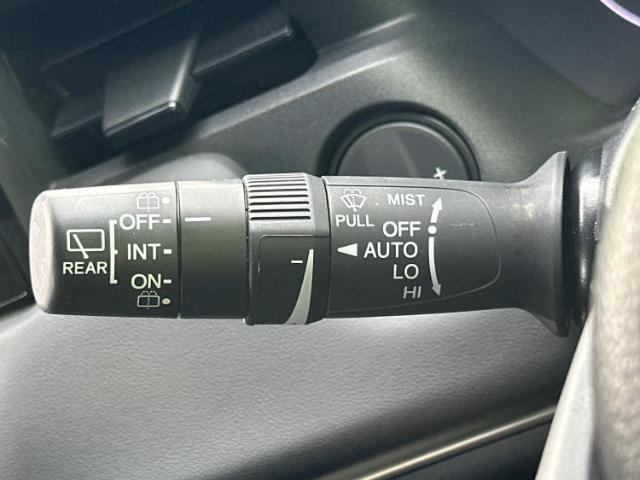 OFF
INT
ON
REAR
MIST
PULL
OFF
AUTO
LO
HI
+